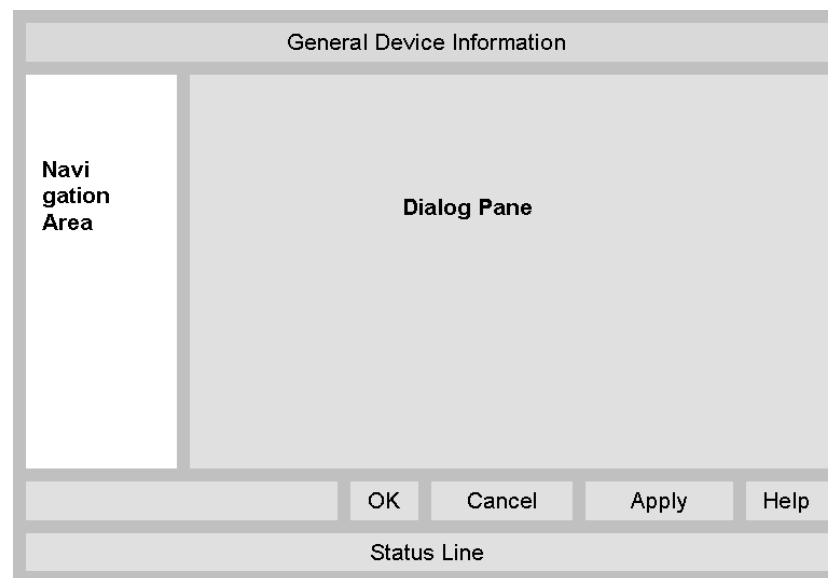 General Device Information
Navi
gation
Area
Dialog Pane
OK Cancel Apply Help
Status Line